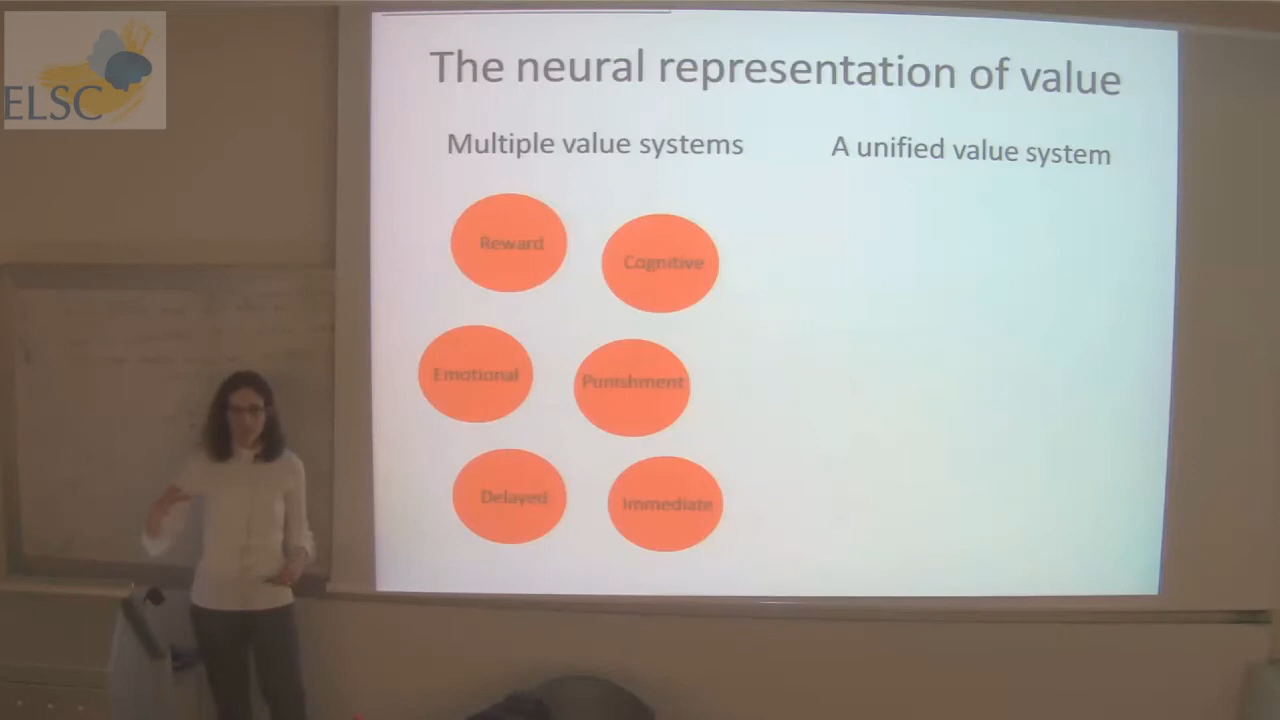 ELSC
The neural representation of value
Multiple value systems
A unified value system
Reward
Cognitive
Emotional
Punishment
Delayed
Immediate